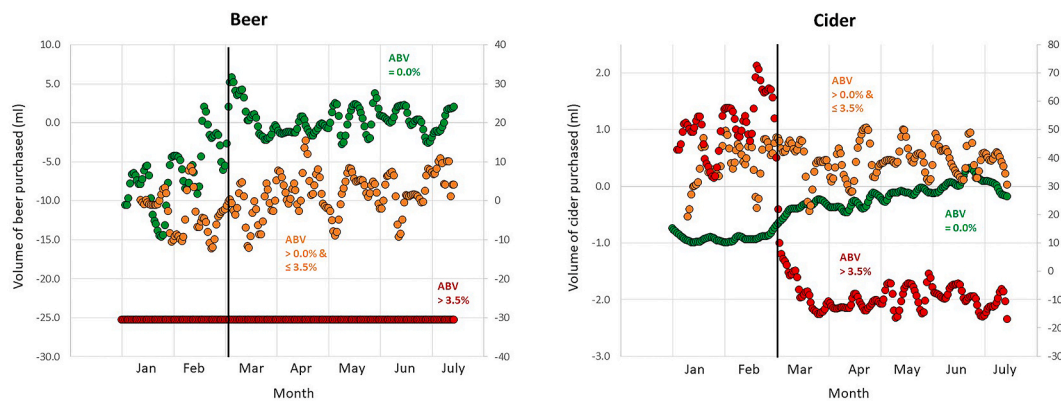 Beer
10.0
5.0
0.0
-5.0
-10.0
-15.0
-20.0
-25.0
-30.0
Volume of beer purchased (ml)
40
30
20
10
0
-10
-20
-30
-40
ABV
= 0.0%
ABV
> 0.0% &
≤ 3.5%
ABV
> 3.5%
Jan Feb Mar Apr May Jun July
Month
Cider
2.0
1.0
0.0
-1.0
-2.0
-3.0
Volume of cider purchased (ml)
80
70
60
50
40
30
20
10
0
-10
-20
-30
ABV
> 0.0% &
≤ 3.5%
ABV
= 0.0%
ABV
> 3.5%
Jan Feb Mar Apr May June July
Month